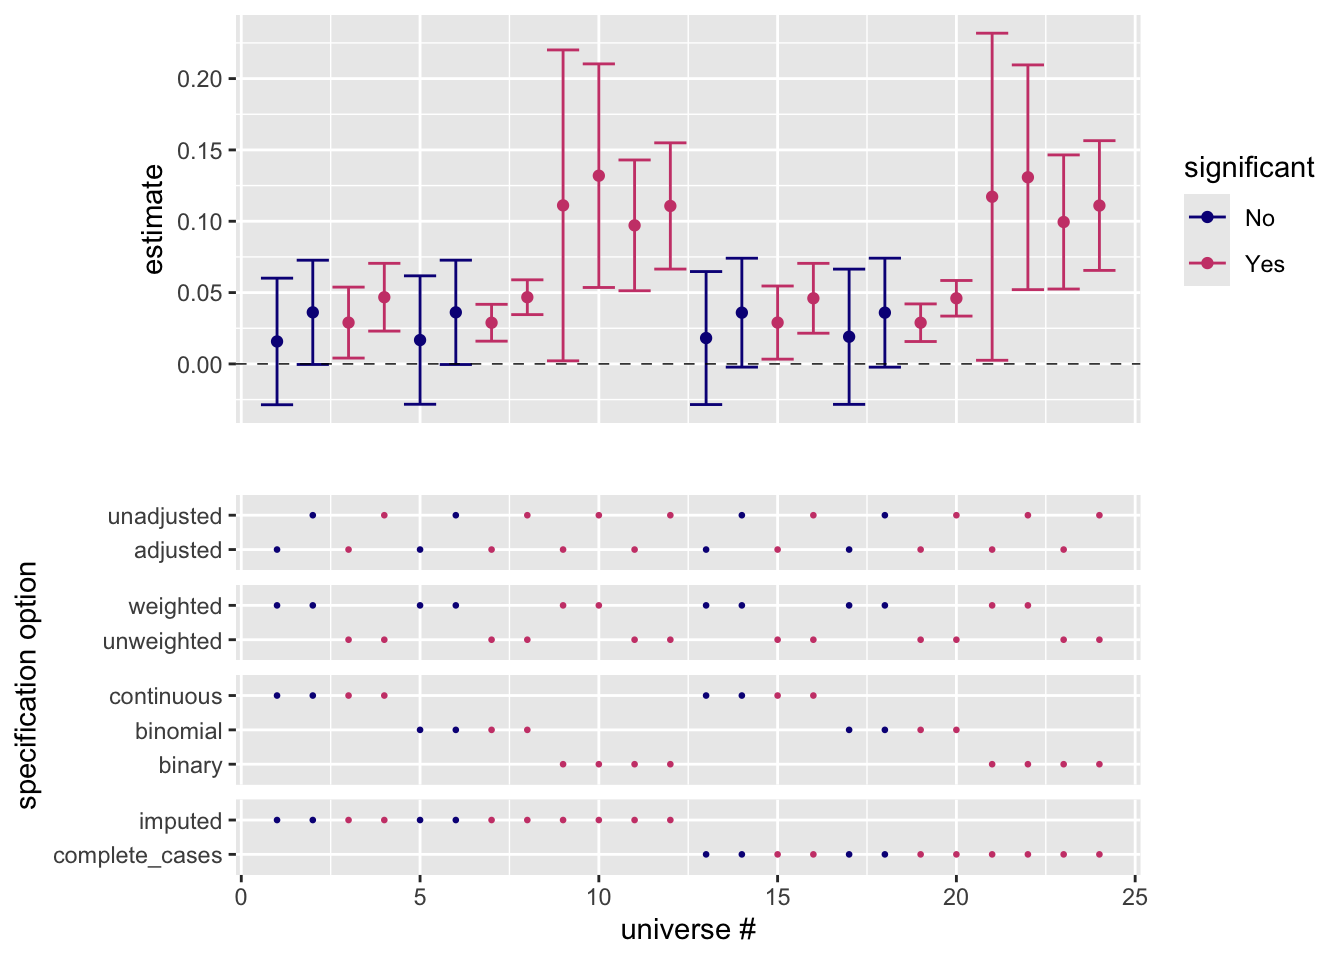 estimate
0.20
0.15
0.10
0.05
0.00
significant
No
Yes
specification option
unadjusted
adjusted
weighted
unweighted
continuous
binomial
binary
imputed
complete_cases
0 5 10 15 20 25
universe #